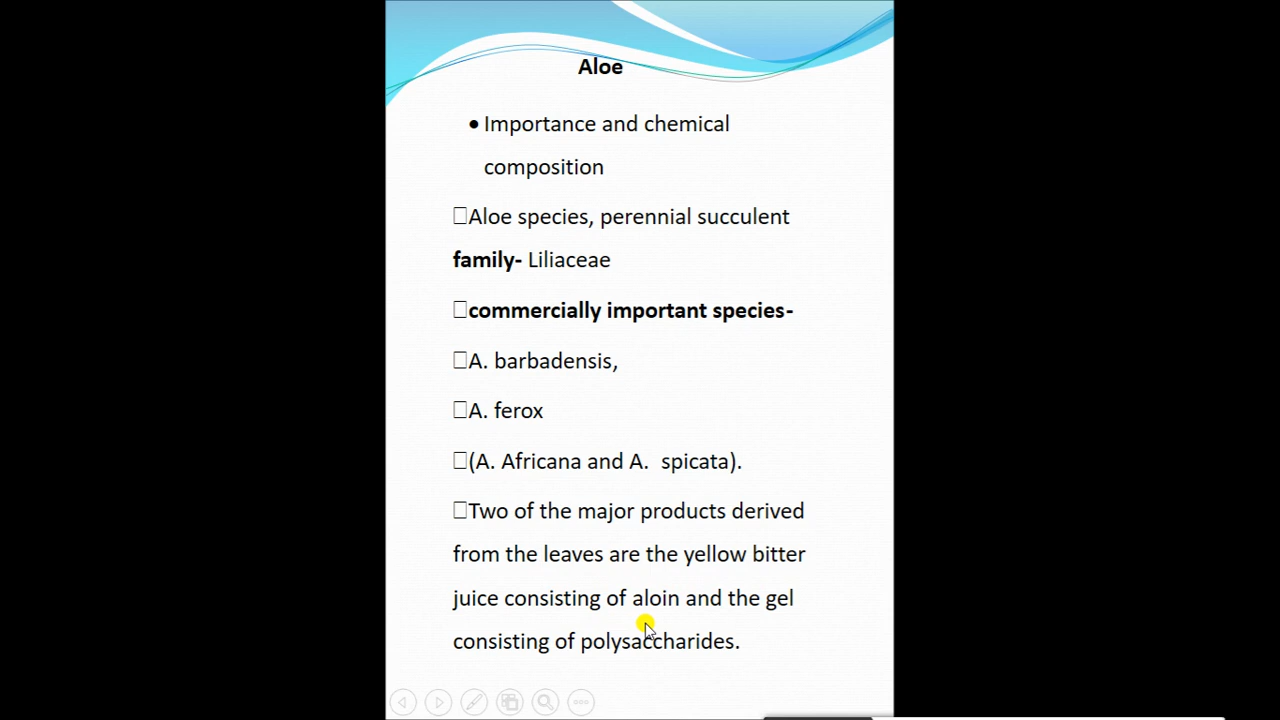 Aloe
• Importance and chemical
composition
□Aloe species, perennial succulent
family- Liliaceae
□commercially important species-
□A. barbadensis,
□A. ferox
□(A. Africana and A.  spicata).
□Two of the major products derived
from the leaves are the yellow bitter
juice consisting of aloin and the gel
consisting of polysaccharides.